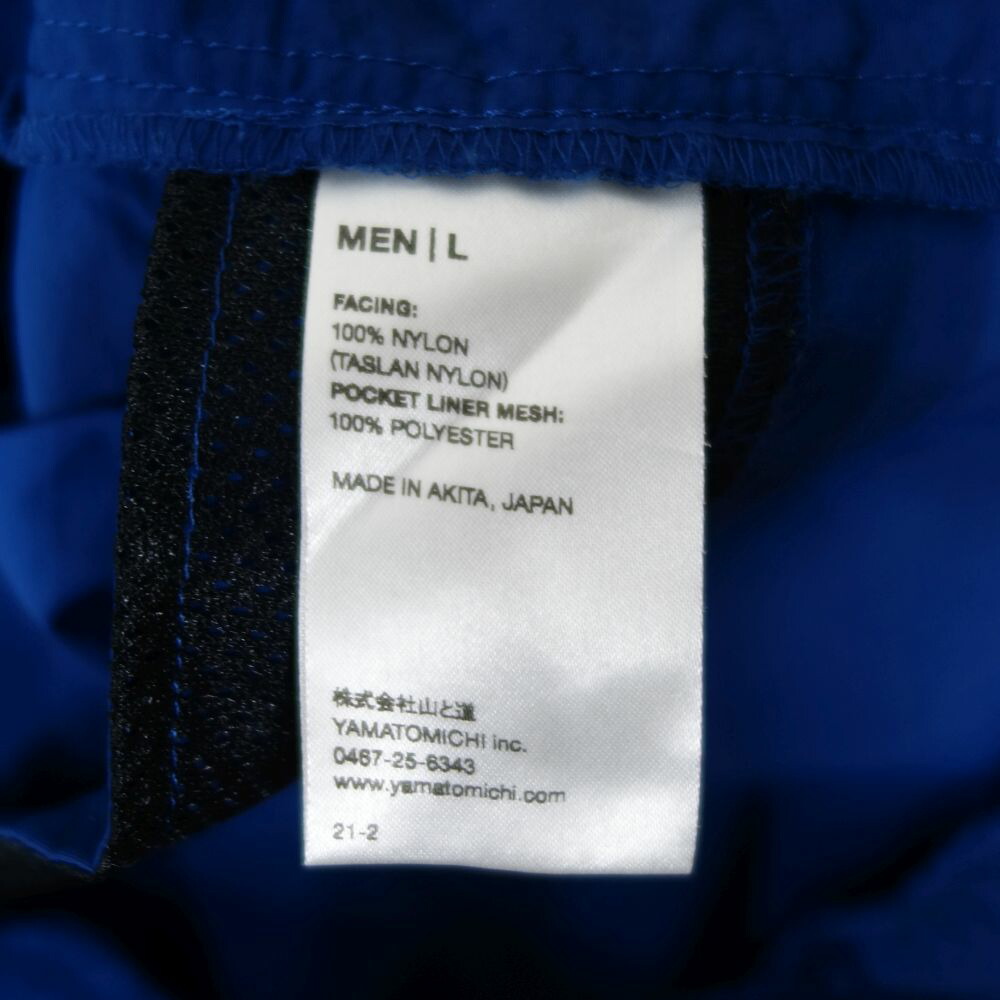 MEN | L
FACING:
100% NYLON
(TASLAN NYLON)
POCKET LINER MESH:
100% POLYESTER
MADE IN AKITA, JAPAN
株式会社山と道
YAMATOMICHI inc.
0467-25-6343
www.yamatomichi.com
21-2